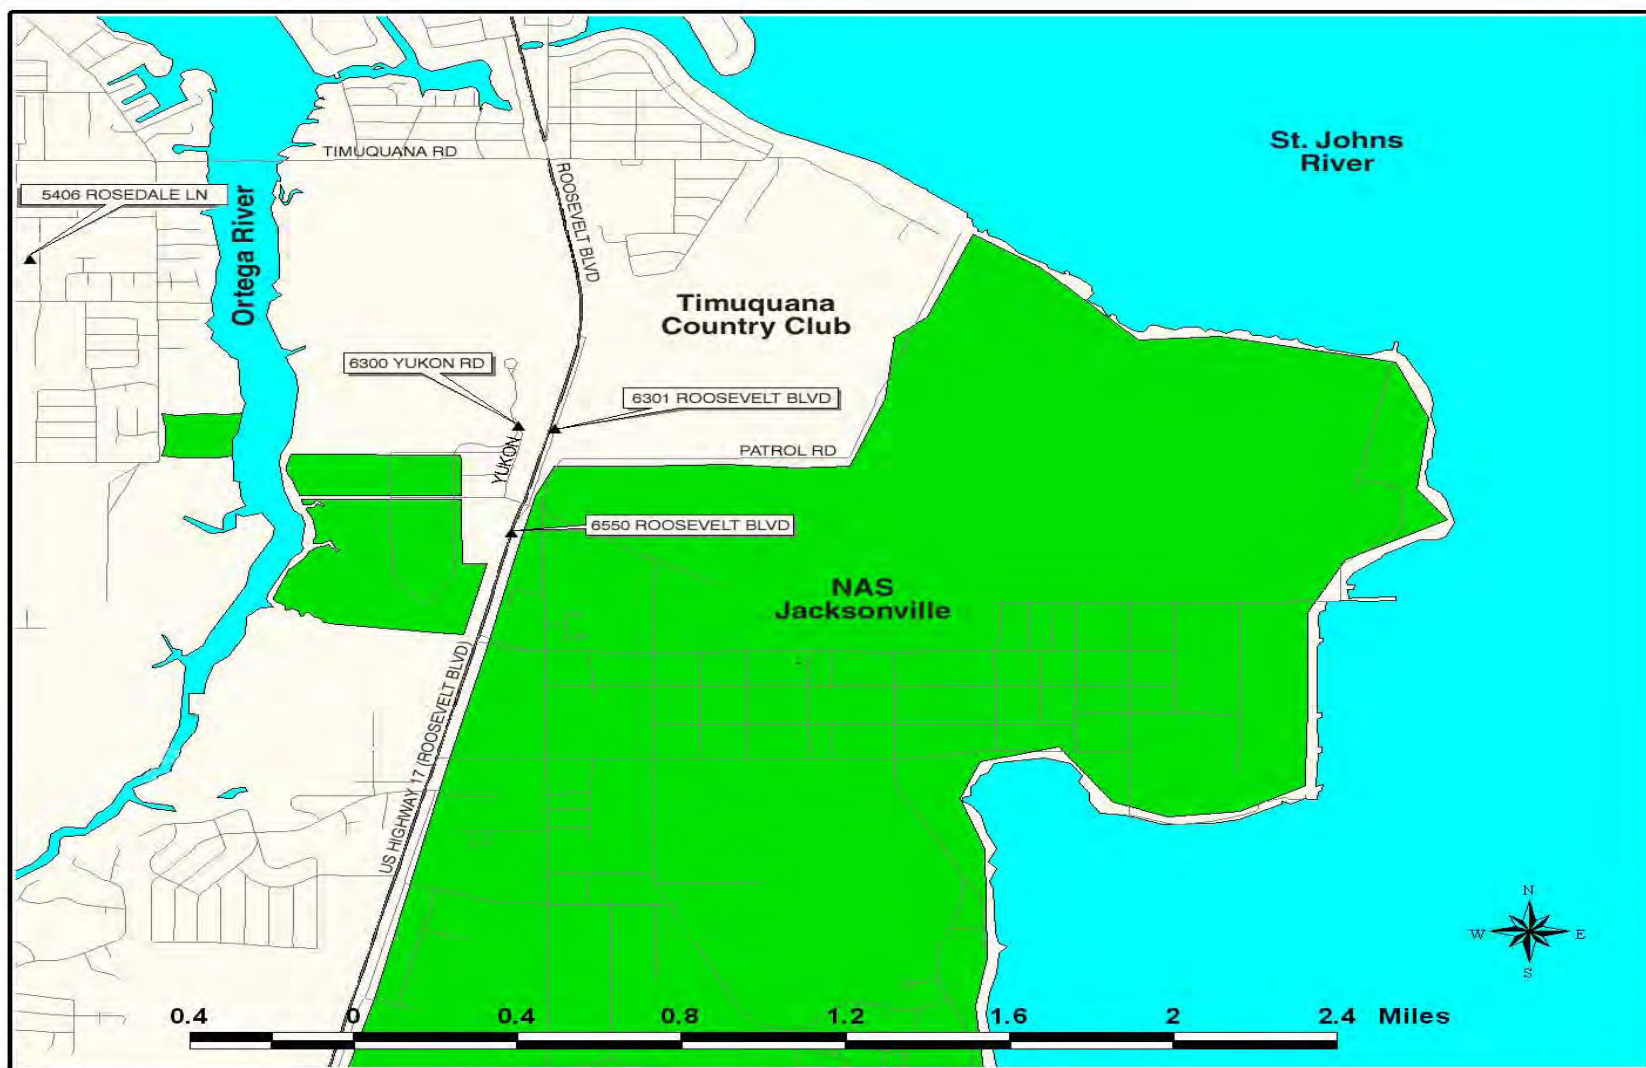 St. Johns
River
TIMUQUANA RD
ROOSEVELT BLVD
5406 ROSEDALE LN
Ortega River
Timuquana
Country Club
6300 YUKON RD
6301 ROOSEVELT BLVD
YUKON
PATROL RD
6550 ROOSEVELT BLVD
NAS
Jacksonville
US HIGHWAY 17 (ROOSEVELT BLVD)
N
W E
S
0.4 0 0.4 0.8 1.2 1.6 2 2.4 Miles